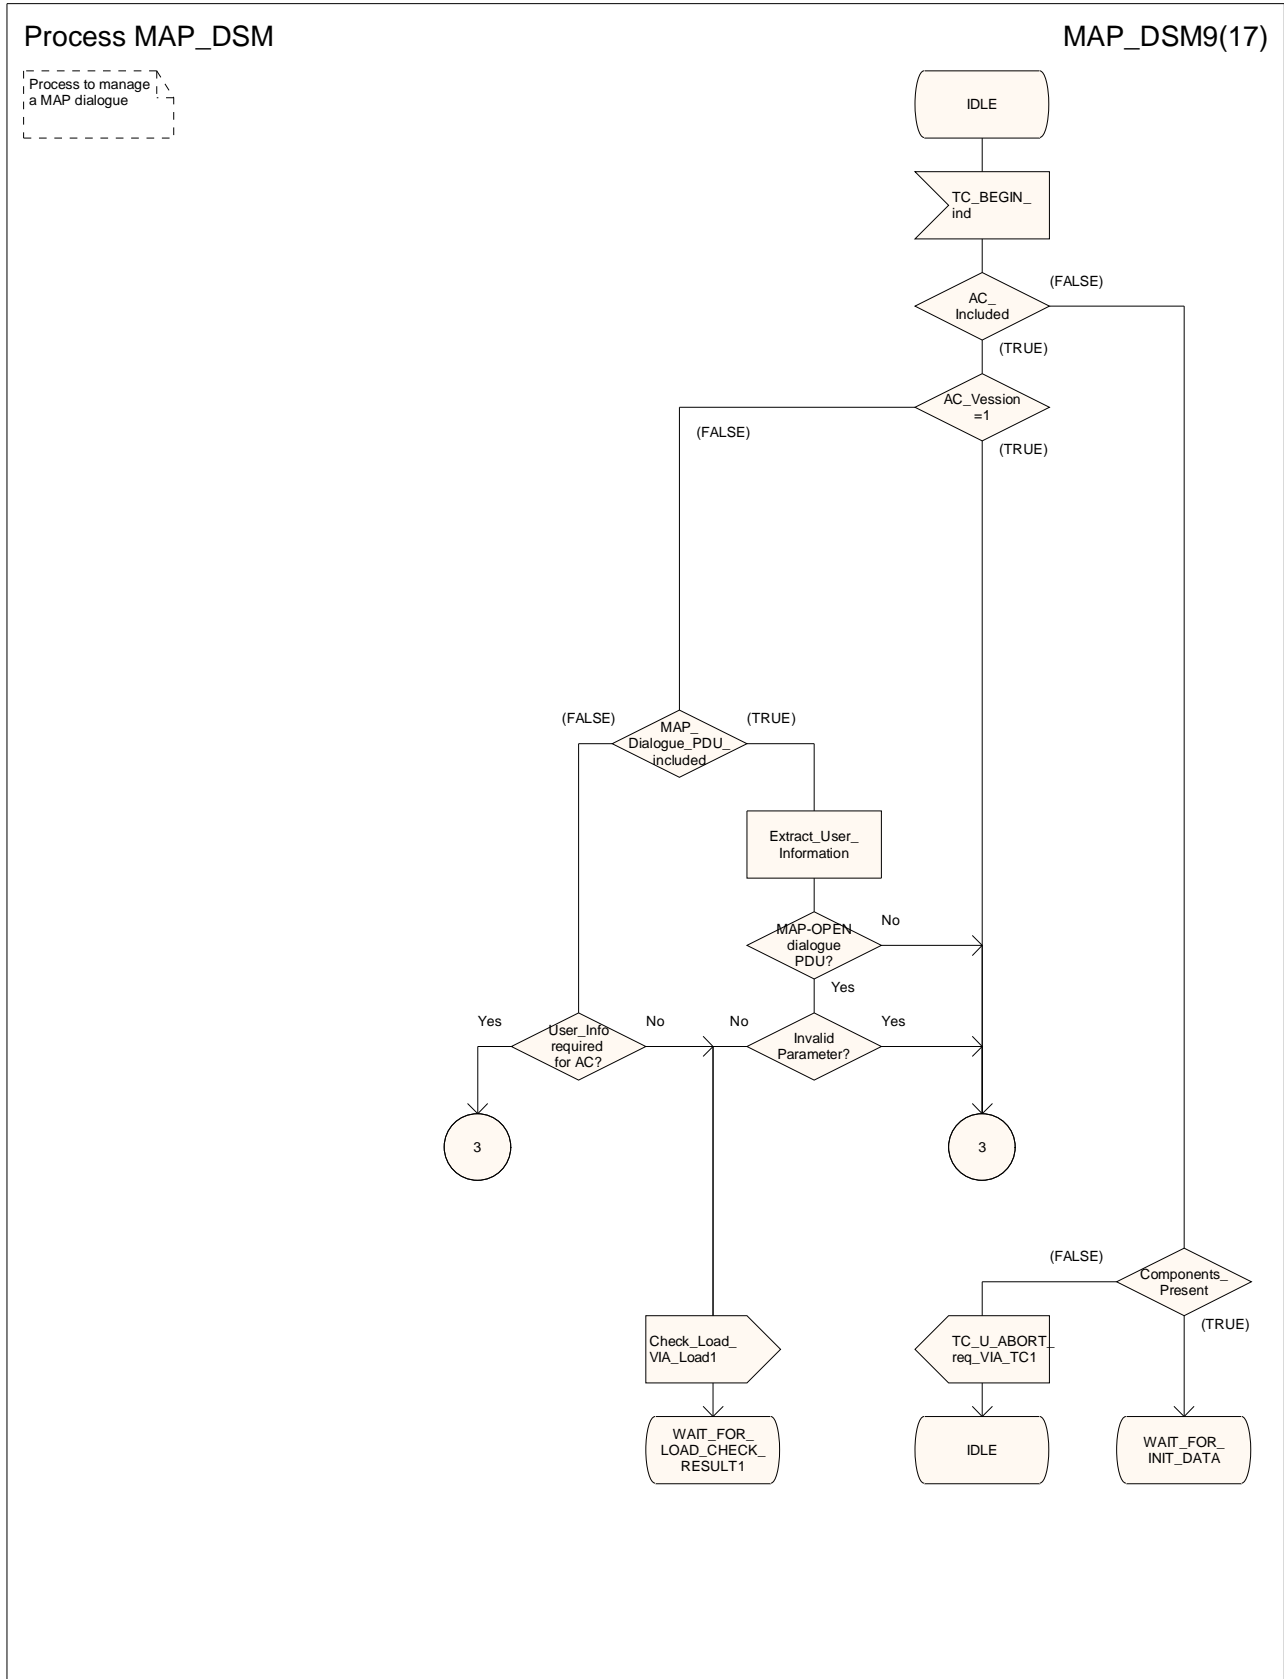 Process MAP_DSM
MAP_DSM9(17)
Process to manage
a MAP dialogue
IDLE
TC_BEGIN_
ind
(FALSE)
AC_
Included
(TRUE)
AC_Vession
=1
(FALSE)
(TRUE)
(FALSE)
(TRUE)
MAP_
Dialogue_PDU_
included
Extract_User_
Information
No
MAP-OPEN
dialogue
PDU?
Yes
Yes
User_Info
required
for AC?
No
No
Invalid
Parameter?
Yes
3
3
(FALSE)
Components_
Present
(TRUE)
Check_Load_
VIA_Load1
TC_U_ABORT_
req_VIA_TC1
WAIT_FOR_
LOAD_CHECK_
RESULT1
IDLE
WAIT_FOR_
INIT_DATA